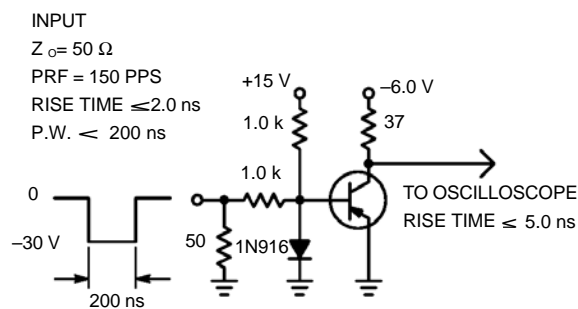 INPUT
Z O= 50 Ω
PRF = 150 PPS
RISE TIME ≤2.0 ns
P.W. < 200 ns
+15 V
–6.0 V
1.0 k
37
1.0 k
0
TO OSCILLOSCOPE
RISE TIME ≤ 5.0 ns
–30 V
50
1N916
200 ns